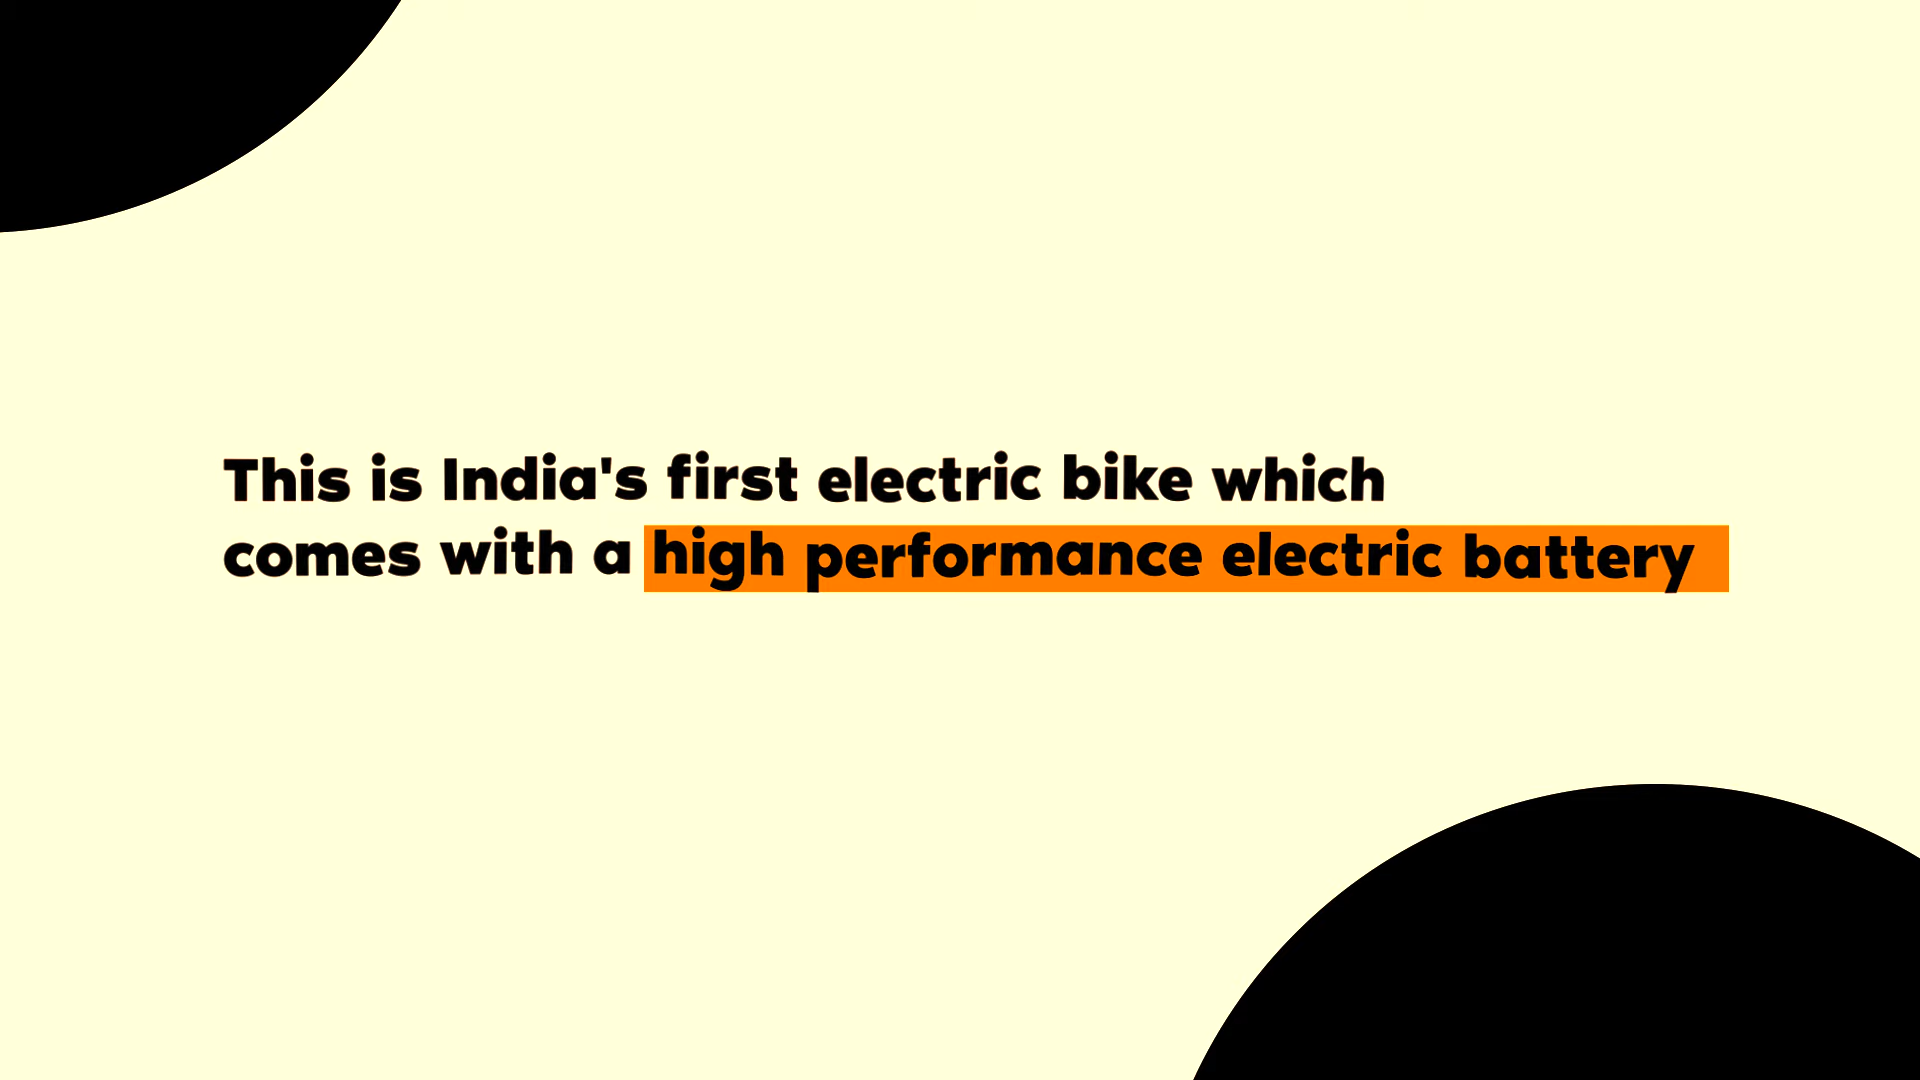 This is India's first electric bike which
comes with a high performance electric battery